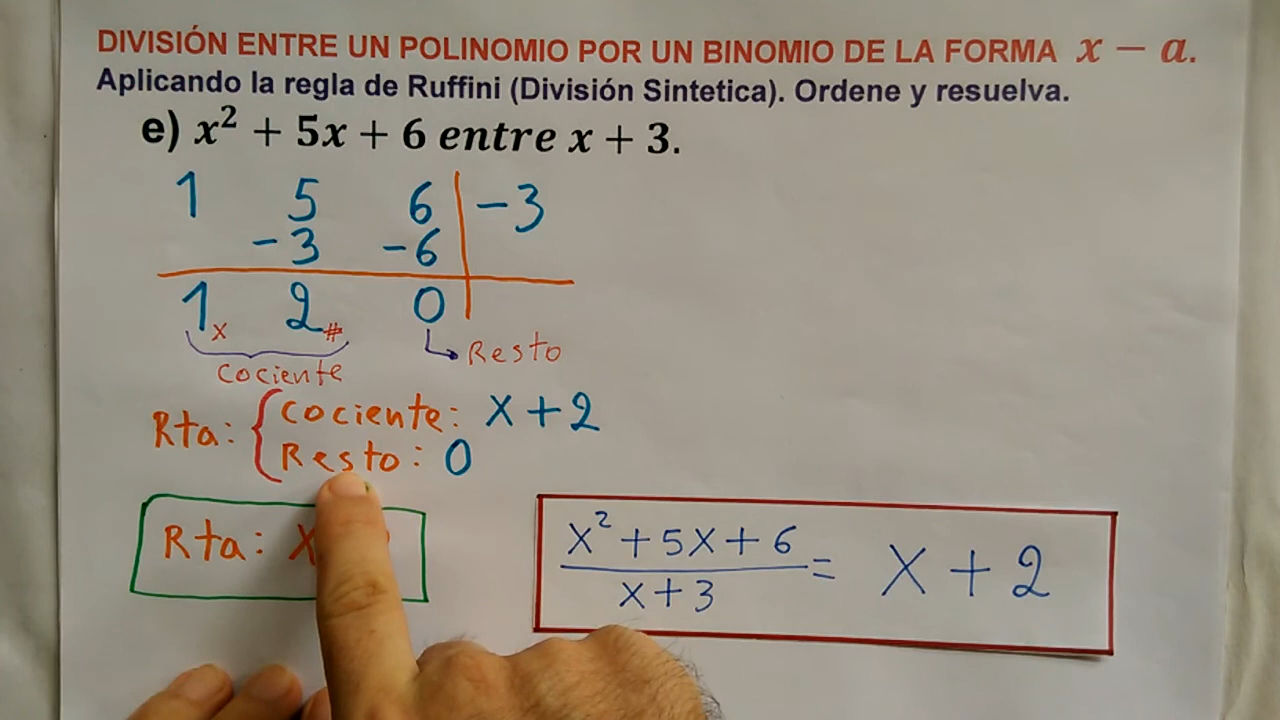 DIVISIÓN ENTRE UN POLINOMIO POR UN BINOMIO DE LA FORMA x − a.
Aplicando la regla de Ruffini (División Sintetica). Ordene y resuelva.
e) x² + 5x + 6 entre x + 3.
1 5 6 | -3
-3 -6
1x 2# 0
Resto
Cociente
Rta: { Cociente: x+2
Resto: 0
Rta: x
x²+5x+6
x+3
= x+2